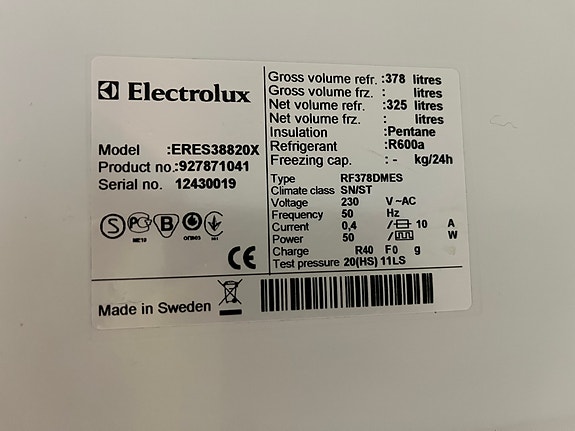 Electrolux
Model :ERES38820X
Product no.:927871041
Serial no. 12430019
Made in Sweden
Gross volume refr. :378 litres
Gross volume frz. : litres
Net volume refr. :325 litres
Net volume frz. : litres
Insulation :Pentane
Refrigerant :R600a
Freezing cap. :- kg/24h
Type RF378DMES
Climate class SN/ST
Voltage 230 V ~AC
Frequency 50 Hz
Current 0,4 / 10 A
Power 50 / W
Charge R40 F0 g
Test pressure 20(HS) 11LS
S PC B
ME10
CE